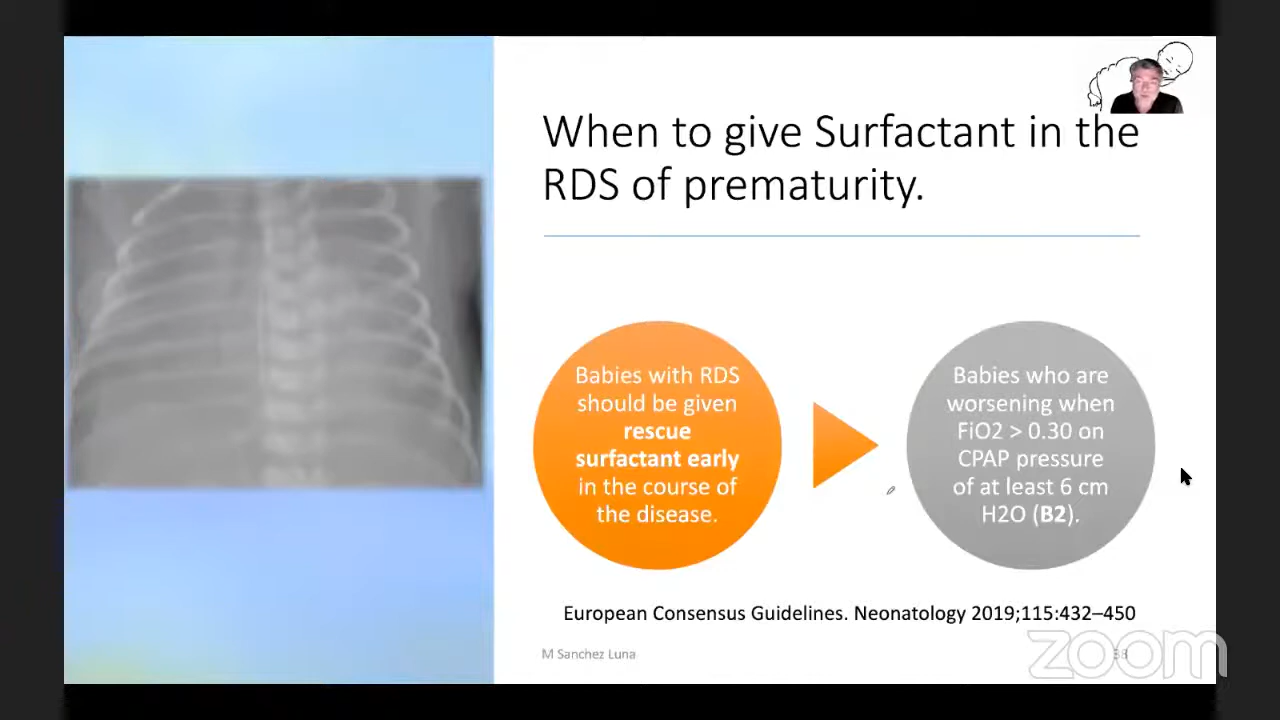 When to give Surfactant in the
RDS of prematurity.
Babies with RDS
should be given
rescue
surfactant early
in the course of
the disease.
Babies who are
worsening when
FiO2 > 0.30 on
CPAP pressure
of at least 6 cm
H2O (B2).
European Consensus Guidelines. Neonatology 2019;115:432–450
M Sanchez Luna
zoom